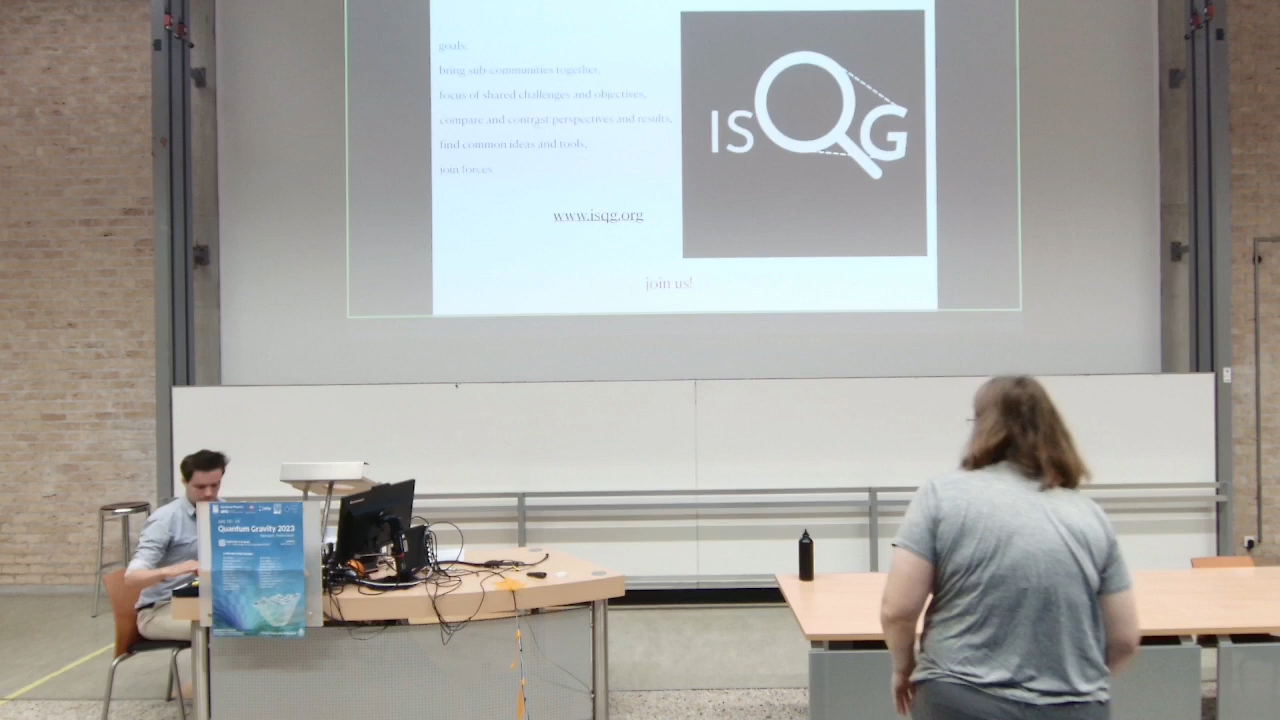 goals:
bring sub-communities together,
focus of shared challenges and objectives,
compare and contrast perspectives and results,
find common ideas and tools,
join forces
www.isqg.org
join us!
ISQG
Quantum Gravity 2023